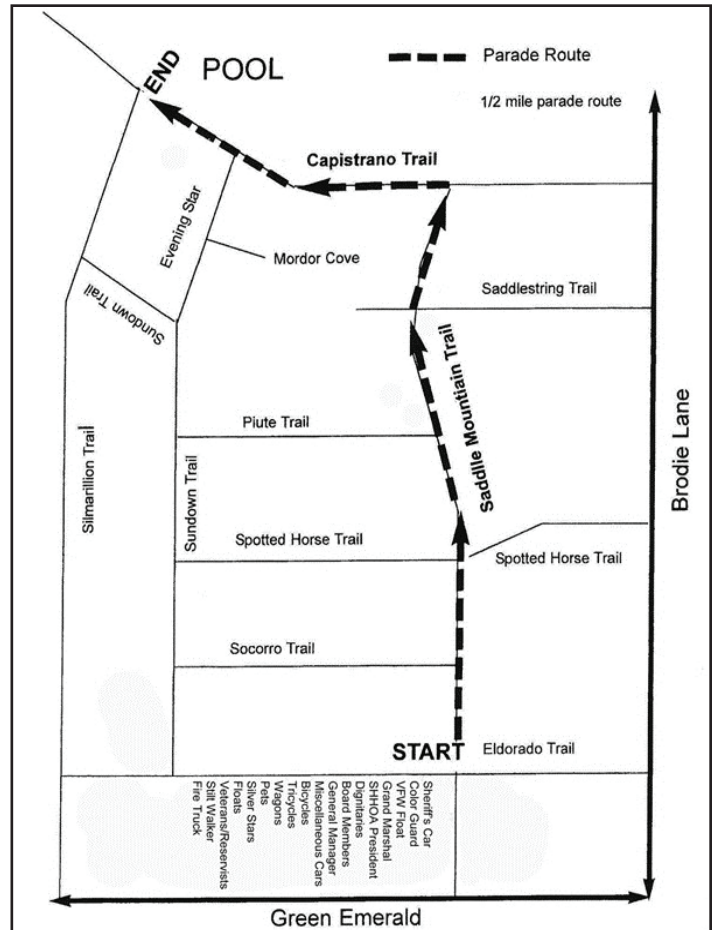 END
POOL
Parade Route
1/2 mile parade route
Capistrano Trail
Evening Star
Mordor Cove
Saddlestring Trail
Sundown Trail
Saddlle Mountiain Trail
Brodie Lane
Piute Trail
Silmarillion Trail
Sundown Trail
Spotted Horse Trail
Spotted Horse Trail
Socorro Trail
START
Eldorado Trail
Sheriff's Car
Color Guard
VFW Float
Grand Marshal
SHHOA President
Dignitaries
Board Members
General Manager
Miscellaneous Cars
Bicycles
Tricycles
Wagons
Pets
Silver Stars
Floats
Veterans/Reservists
Stilt Walker
Fire Truck
Green Emerald